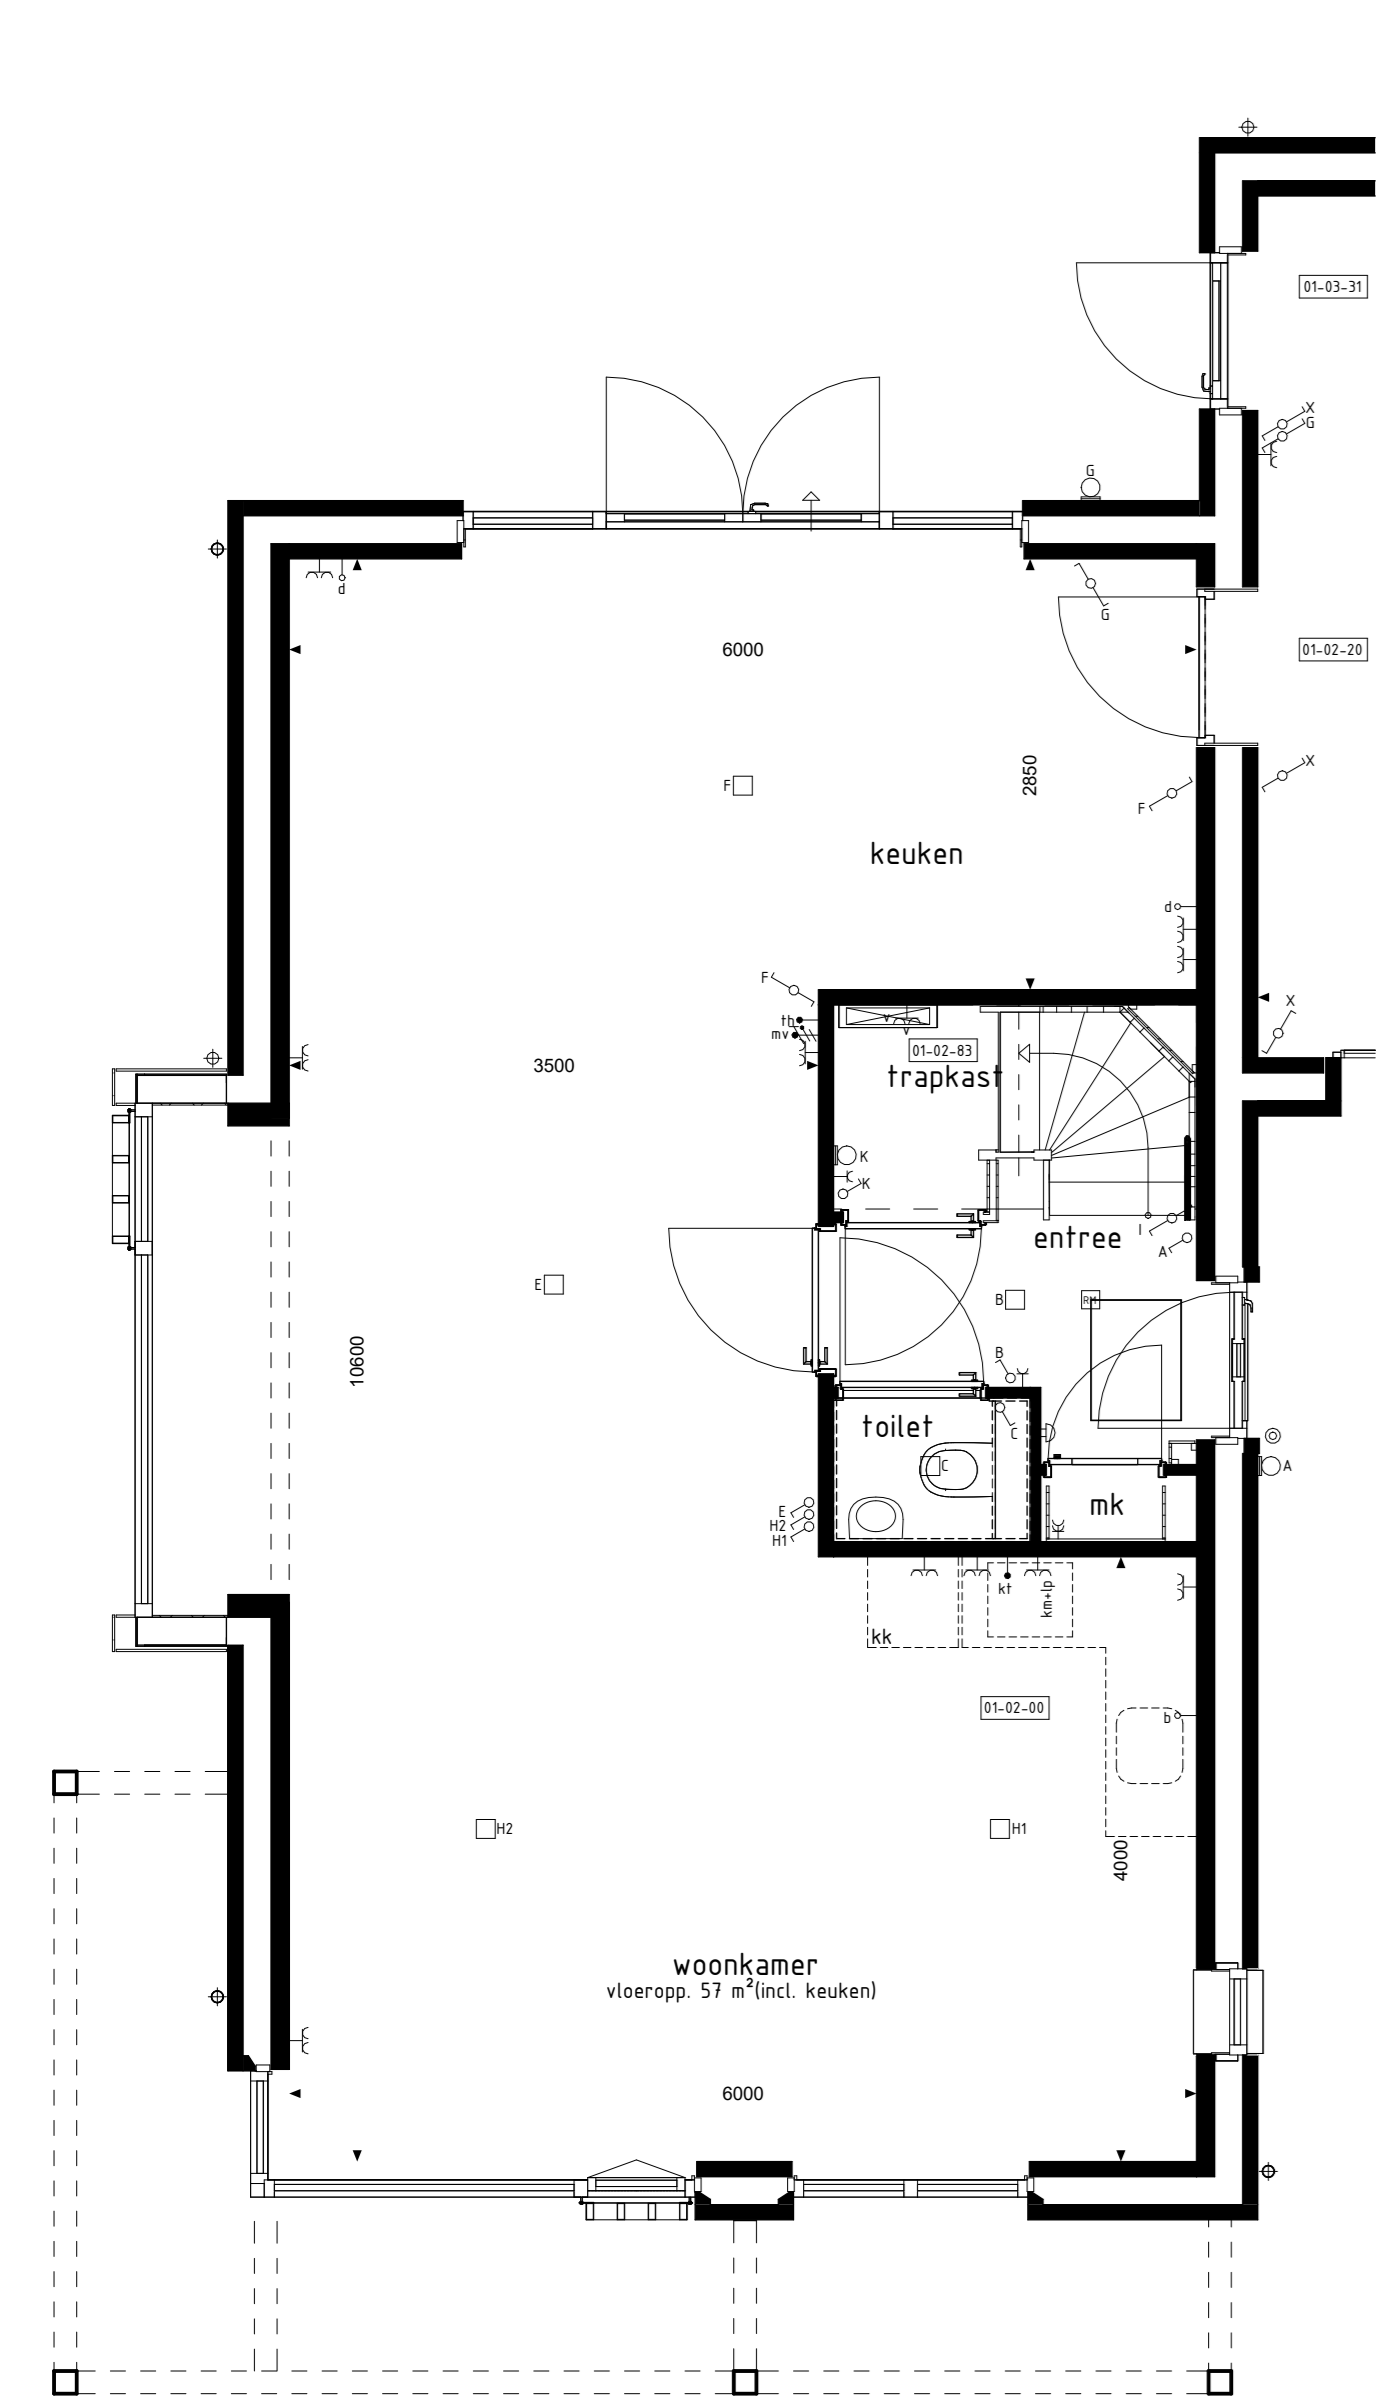 01-03-31
X
G
G
d
G
6000
01-02-20
2850
X
F
F
keuken
d
F
th
mv
v
v
01-02-83
X
3500
trapkast
K
K
I
entree
A
E
B
RM
B
10600
toilet
C
C
A
mk
E
H2
H1
kt
km+lp
kk
01-02-00
b
H2
H1
4000
woonkamer
vloeropp. 57 m²(incl. keuken)
6000